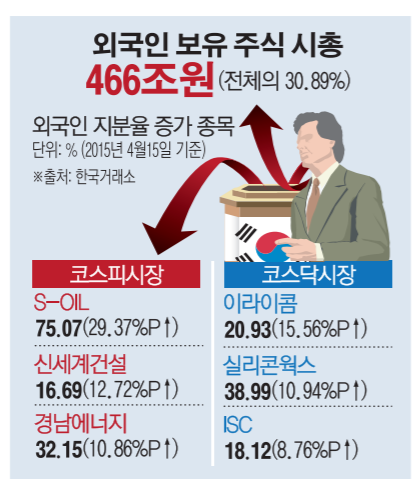 외국인 보유 주식 시총
466조원(전체의 30.89%)
외국인 지분율 증가 종목
단위: % (2015년 4월15일 기준)
※출처: 한국거래소
코스피시장
S-OIL
75.07(29.37%P↑)
신세계건설
16.69(12.72%P↑)
경남에너지
32.15(10.86%P↑)
코스닥시장
이라이콤
20.93(15.56%P↑)
실리콘웍스
38.99(10.94%P↑)
ISC
18.12(8.76%P↑)